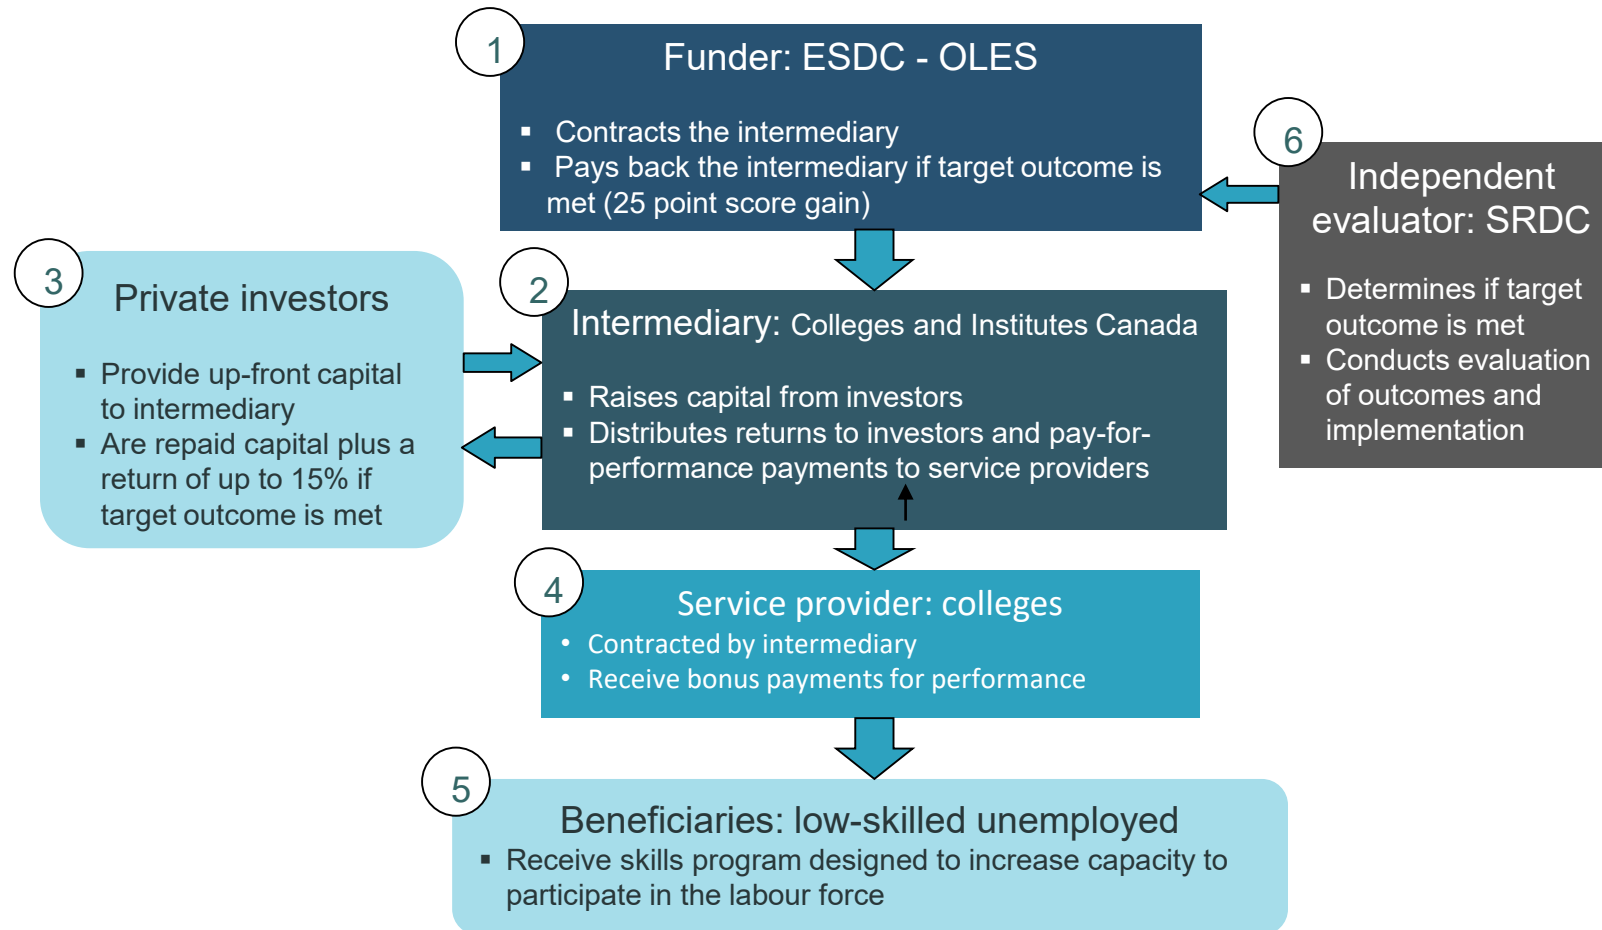 1
Funder: ESDC - OLES
▪ Contracts the intermediary
▪ Pays back the intermediary if target outcome is
met (25 point score gain)
2
Intermediary: Colleges and Institutes Canada
▪ Raises capital from investors
▪ Distributes returns to investors and pay-for-
performance payments to service providers
3
Private investors
▪ Provide up-front capital
to intermediary
▪ Are repaid capital plus a
return of up to 15% if
target outcome is met
4
Service provider: colleges
• Contracted by intermediary
• Receive bonus payments for performance
5
Beneficiaries: low-skilled unemployed
▪ Receive skills program designed to increase capacity to
participate in the labour force
6
Independent
evaluator: SRDC
▪ Determines if target
outcome is met
▪ Conducts evaluation
of outcomes and
implementation